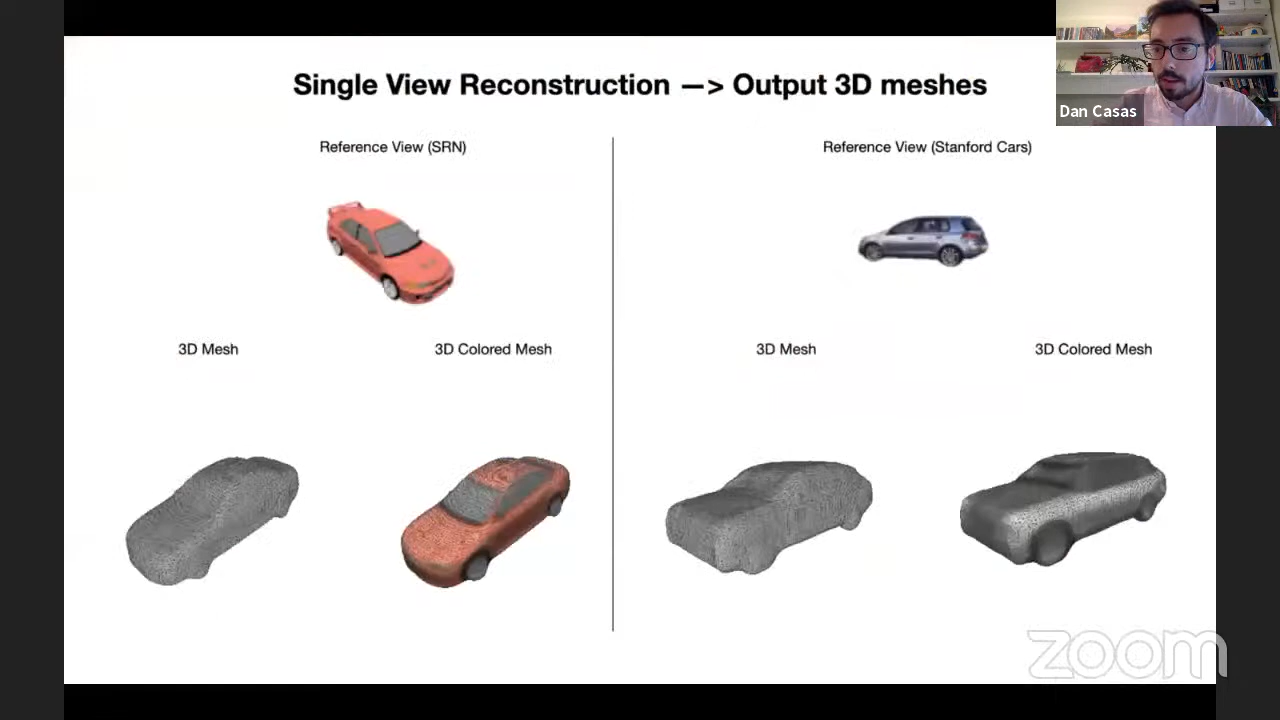 Single View Reconstruction —> Output 3D meshes
Dan Casas
Reference View (SRN)
Reference View (Stanford Cars)
3D Mesh
3D Colored Mesh
3D Mesh
3D Colored Mesh
zoom